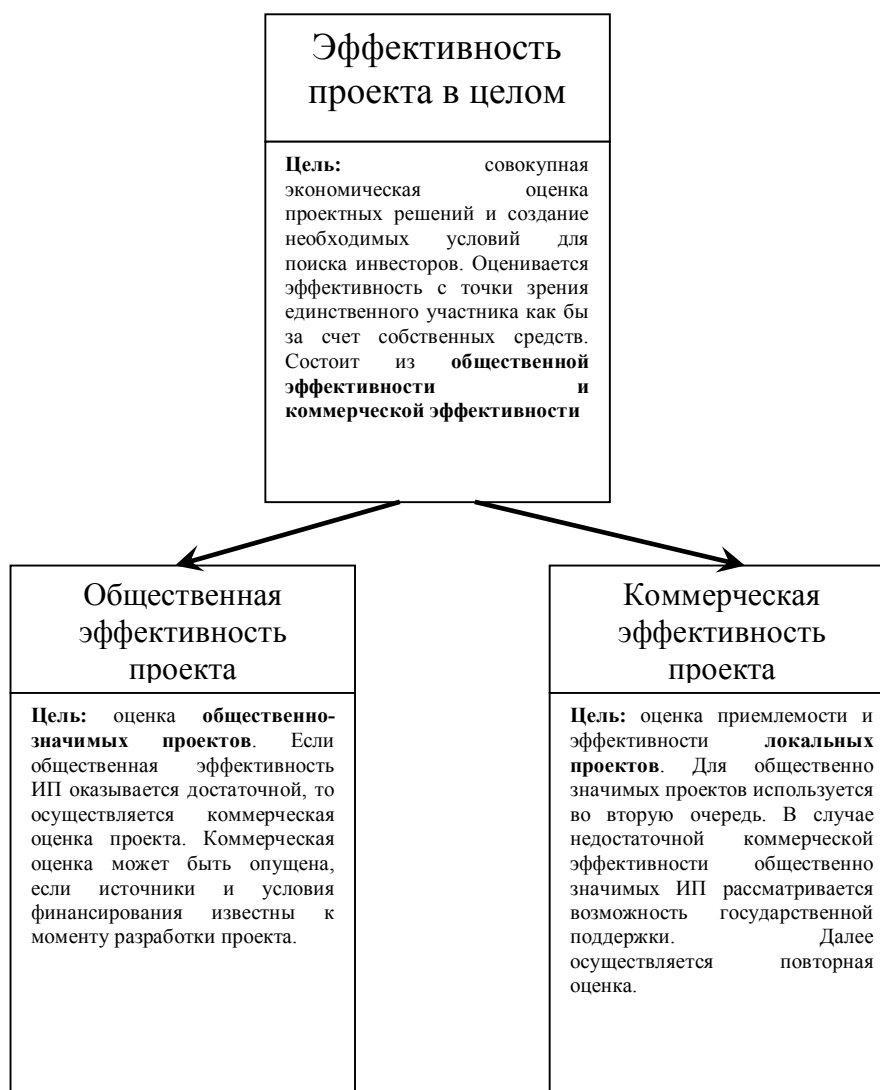 Эффективность
проекта в целом
Цель: совокупная
экономическая оценка
проектных решений и создание
необходимых условий для
поиска инвесторов. Оценивается
эффективность с точки зрения
единственного участника как бы
за счет собственных средств.
Состоит из общественной
эффективности и
коммерческой эффективности
Общественная
эффективность
проекта
Цель: оценка общественно-
значимых проектов. Если
общественная эффективность
ИП оказывается достаточной, то
осуществляется коммерческая
оценка проекта. Коммерческая
оценка может быть опущена,
если источники и условия
финансирования известны к
моменту разработки проекта.
Коммерческая
эффективность
проекта
Цель: оценка приемлемости и
эффективности локальных
проектов. Для общественно
значимых проектов используется
во вторую очередь. В случае
недостаточной коммерческой
эффективности общественно
значимых ИП рассматривается
возможность государственной
поддержки. Далее
осуществляется повторная
оценка.